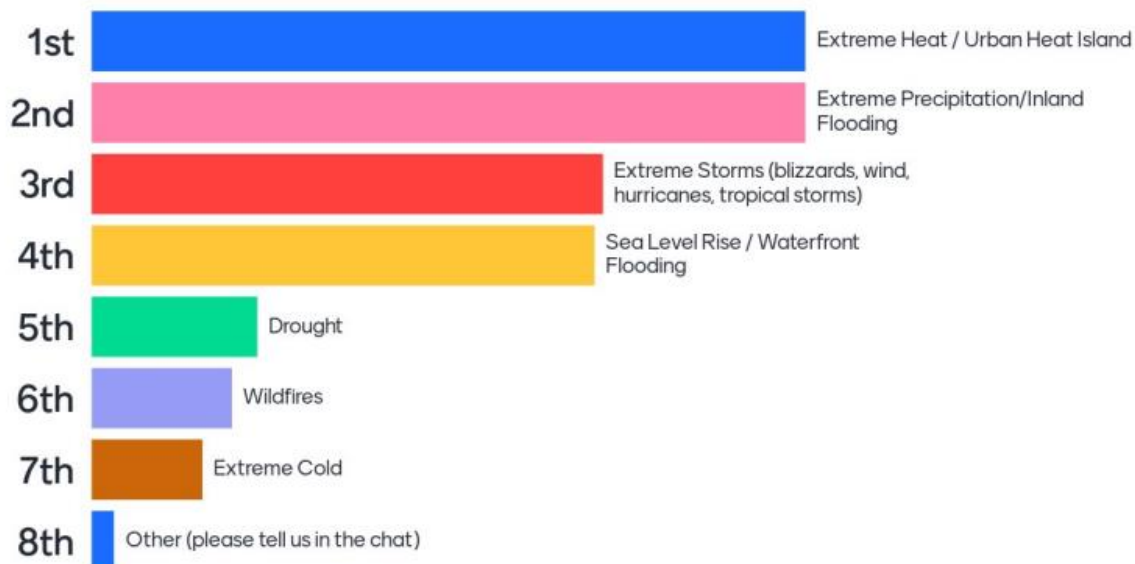 1st
Extreme Heat / Urban Heat Island
2nd
Extreme Precipitation/Inland
Flooding
3rd
Extreme Storms (blizzards, wind,
hurricanes, tropical storms)
4th
Sea Level Rise / Waterfront
Flooding
5th
Drought
6th
Wildfires
7th
Extreme Cold
8th
Other (please tell us in the chat)